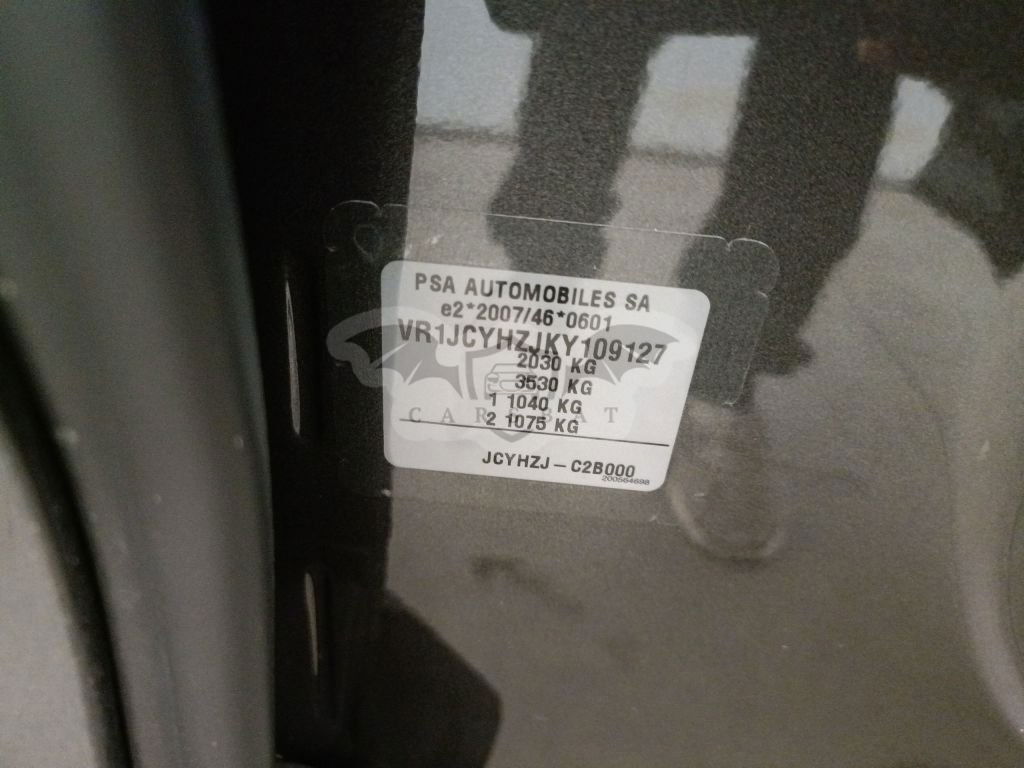 PSA AUTOMOBILES SA
e2*2007/46*0601
VR1JCYHZJKY109127
2030 KG
3530 KG
1 1040 KG
2 1075 KG
JCYHZJ – C2B000
200564698